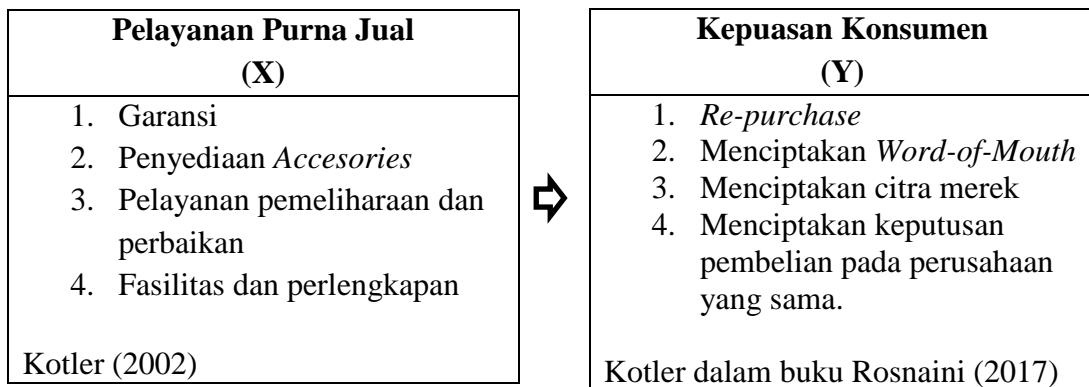 Pelayanan Purna Jual
(X)
1. Garansi
2. Penyediaan Accesories
3. Pelayanan pemeliharaan dan
perbaikan
4. Fasilitas dan perlengkapan
Kotler (2002)
Kepuasan Konsumen
(Y)
1. Re-purchase
2. Menciptakan Word-of-Mouth
3. Menciptakan citra merek
4. Menciptakan keputusan
pembelian pada perusahaan
yang sama.
Kotler dalam buku Rosnaini (2017)